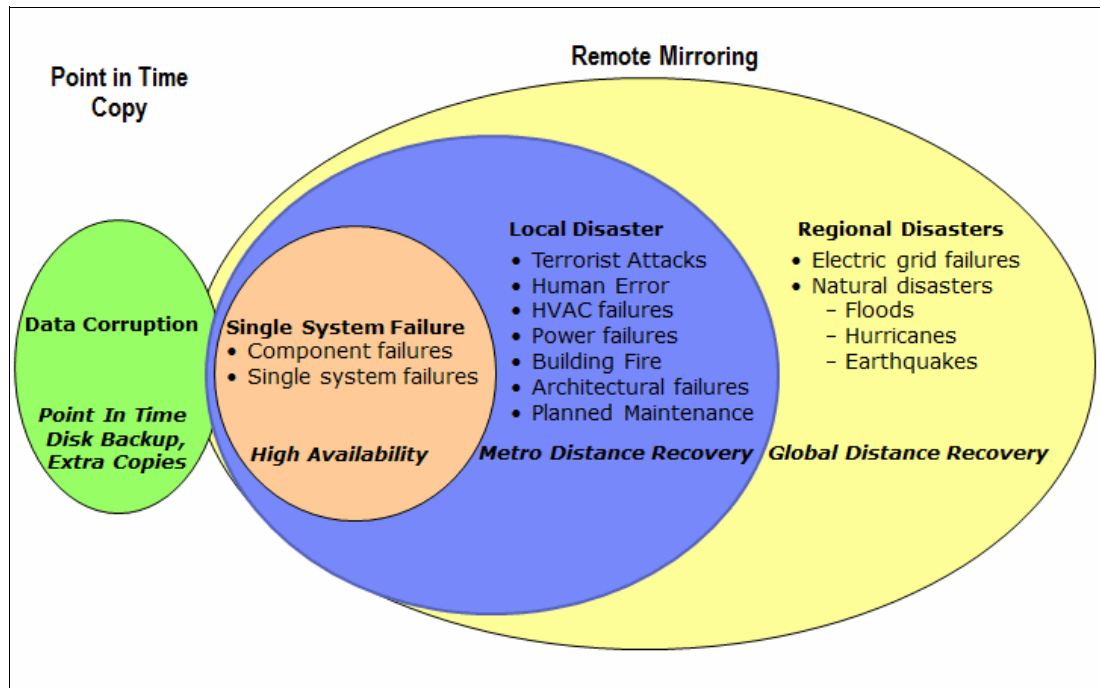 Point in Time
Copy
Remote Mirroring
Data Corruption
Point In Time
Disk Backup,
Extra Copies
Single System Failure
• Component failures
• Single system failures
High Availability
Local Disaster
• Terrorist Attacks
• Human Error
• HVAC failures
• Power failures
• Building Fire
• Architectural failures
• Planned Maintenance
Metro Distance Recovery
Regional Disasters
• Electric grid failures
• Natural disasters
– Floods
– Hurricanes
– Earthquakes
Global Distance Recovery